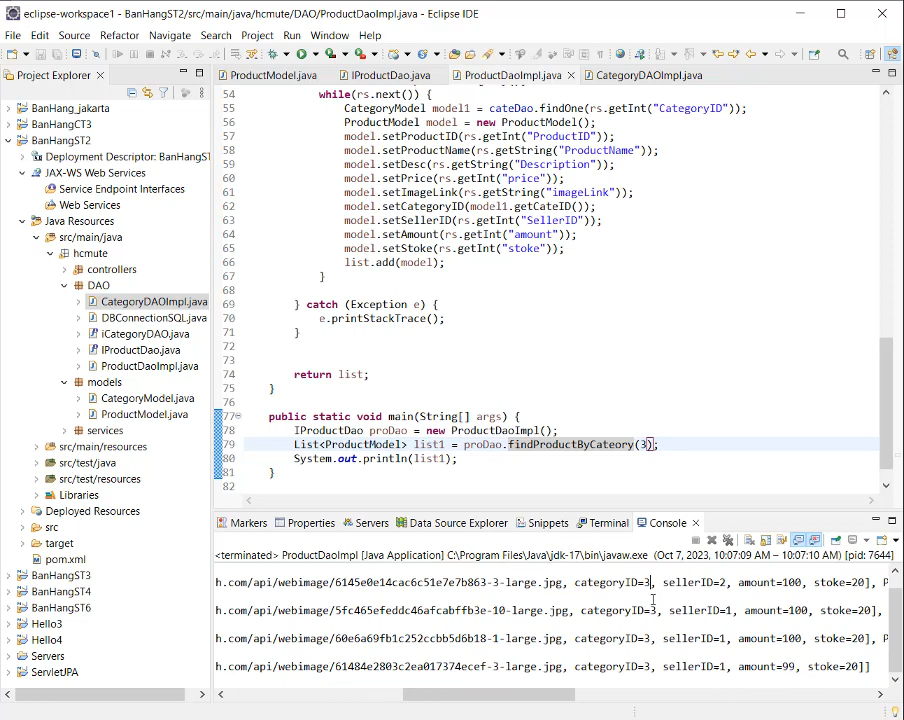 eclipse-workspace1 - BanHangST2/src/main/java/hcmute/DAO/ProductDaoImpl.java - Eclipse IDE
File Edit Source Refactor Navigate Search Project Run Window Help
Project Explorer
ProductModel.java IProductDao.java ProductDaoImpl.java CategoryDAOImpl.java
BanHang_jakarta
BanHangCT3
BanHangST2
Deployment Descriptor: BanHangST
JAX-WS Web Services
Service Endpoint Interfaces
Web Services
Java Resources
src/main/java
hcmute
controllers
DAO
CategoryDAOImpl.java
DBConnectionSQL.java
iCategoryDAO.java
IProductDao.java
ProductDaoImpl.java
models
CategoryModel.java
ProductModel.java
services
src/main/resources
src/test/java
src/test/resources
Libraries
Deployed Resources
src
target
pom.xml
BanHangST3
BanHangST4
BanHangST6
Hello3
Hello4
Servers
ServletJPA
54 while(rs.next()) {
55 CategoryModel model1 = cateDao.findOne(rs.getInt("CategoryID"));
56 ProductModel model = new ProductModel();
57 model.setProductID(rs.getInt("ProductID"));
58 model.setProductName(rs.getString("ProductName"));
59 model.setDesc(rs.getString("Description"));
60 model.setPrice(rs.getInt("price"));
61 model.setImageLink(rs.getString("imageLink"));
62 model.setCategoryID(model1.getCateID());
63 model.setSellerID(rs.getInt("SellerID"));
64 model.setAmount(rs.getInt("amount"));
65 model.setStoke(rs.getInt("stoke"));
66 list.add(model);
67 }
68
69 } catch (Exception e) {
70 e.printStackTrace();
71 }
72
73
74 return list;
75 }
76
77 public static void main(String[] args) {
78 IProductDao proDao = new ProductDaoImpl();
79 List<ProductModel> list1 = proDao.findProductByCateory(3);
80 System.out.println(list1);
81 }
82
Markers Properties Servers Data Source Explorer Snippets Terminal Console
<terminated> ProductDaoImpl [Java Application] C:\Program Files\Java\jdk-17\bin\javaw.exe (Oct 7, 2023, 10:07:09 AM – 10:07:10 AM) [pid: 7644]
h.com/api/webimage/6145e0e14cac6c51e7e7b863-3-large.jpg, categoryID=3, sellerID=2, amount=100, stoke=20], P
h.com/api/webimage/5fc465efeddc46afcabffb3e-10-large.jpg, categoryID=3, sellerID=1, amount=100, stoke=20],
h.com/api/webimage/60e6a69fb1c252ccbb5d6b18-1-large.jpg, categoryID=3, sellerID=1, amount=100, stoke=20], P
h.com/api/webimage/61484e2803c2ea017374ecef-3-large.jpg, categoryID=3, sellerID=1, amount=99, stoke=20]]